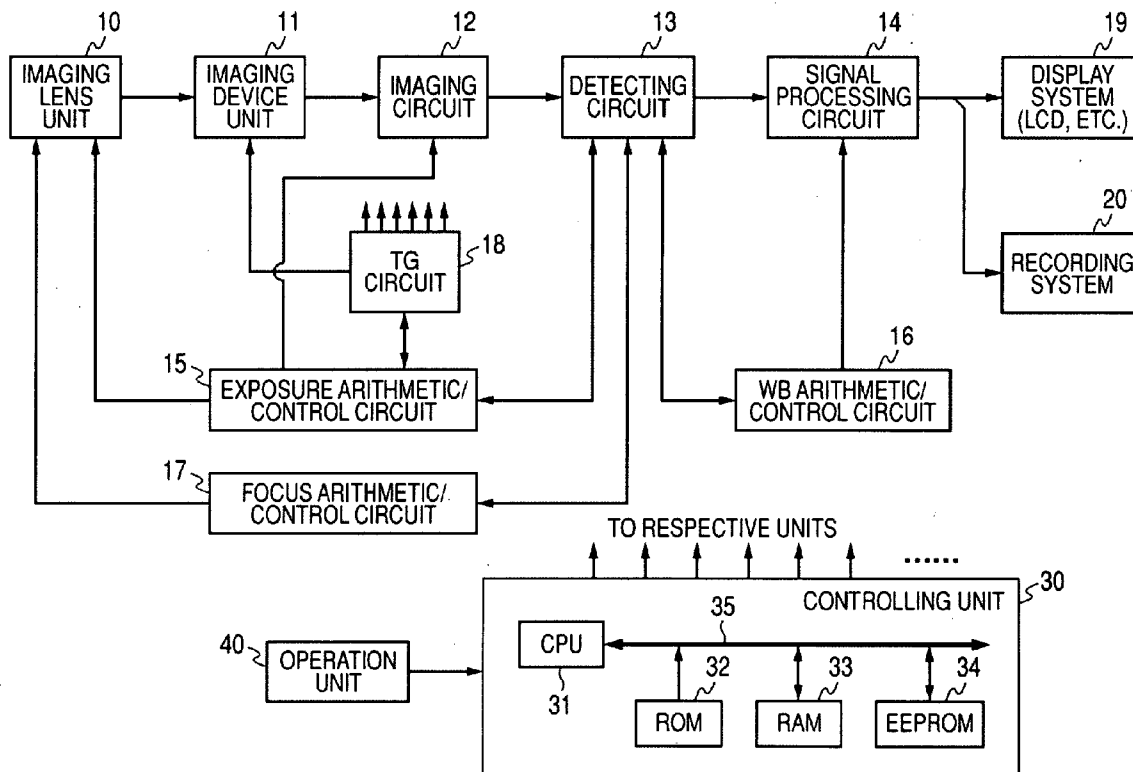 10
11
12
13
14
19
IMAGING
LENS
UNIT
IMAGING
DEVICE
UNIT
IMAGING
CIRCUIT
DETECTING
CIRCUIT
SIGNAL
PROCESSING
CIRCUIT
DISPLAY
SYSTEM
(LCD, ETC.)
18
TG
CIRCUIT
20
RECORDING
SYSTEM
15
EXPOSURE ARITHMETIC/
CONTROL CIRCUIT
16
WB ARITHMETIC/
CONTROL CIRCUIT
17
FOCUS ARITHMETIC/
CONTROL CIRCUIT
TO RESPECTIVE UNITS
......
30
CONTROLLING UNIT
35
40
OPERATION
UNIT
CPU
31
32
33
34
ROM
RAM
EEPROM